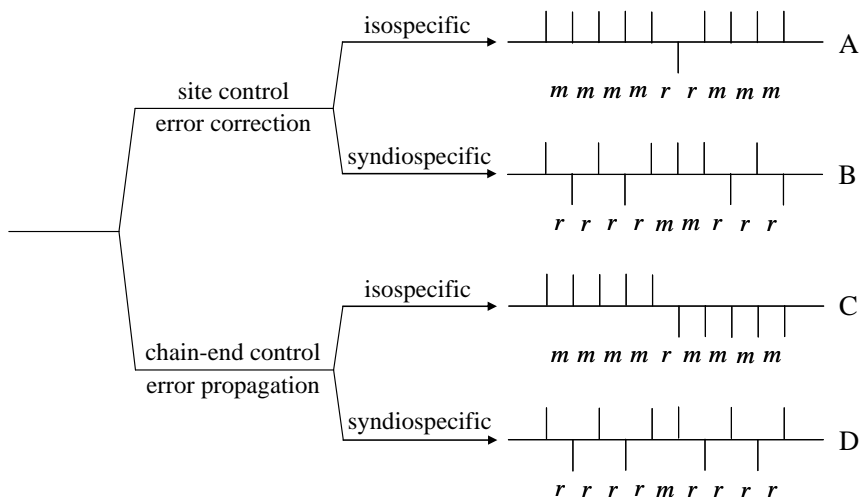 isospecific
A
m m m m r r m m m
site control
error correction
syndiospecific
B
r r r r m m r r r
isospecific
C
m m m m r m m m m
chain-end control
error propagation
syndiospecific
D
r r r r m r r r r